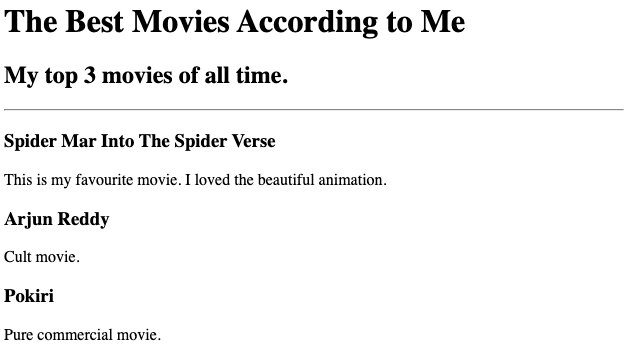 The Best Movies According to Me
My top 3 movies of all time.
Spider Mar Into The Spider Verse
This is my favourite movie. I loved the beautiful animation.
Arjun Reddy
Cult movie.
Pokiri
Pure commercial movie.